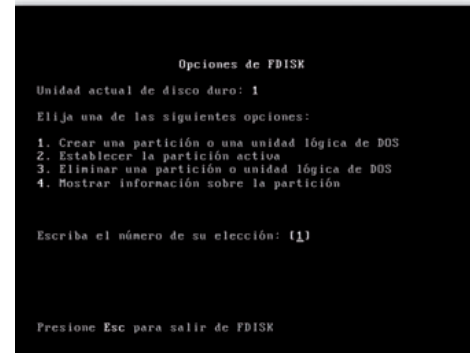 Opciones de FDISK
Unidad actual de disco duro: 1
Elija una de las siguientes opciones:
1. Crear una partición o una unidad lógica de DOS
2. Establecer la partición activa
3. Eliminar una partición o unidad lógica de DOS
4. Mostrar información sobre la partición
Escriba el número de su elección: [1]
Presione Esc para salir de FDISK